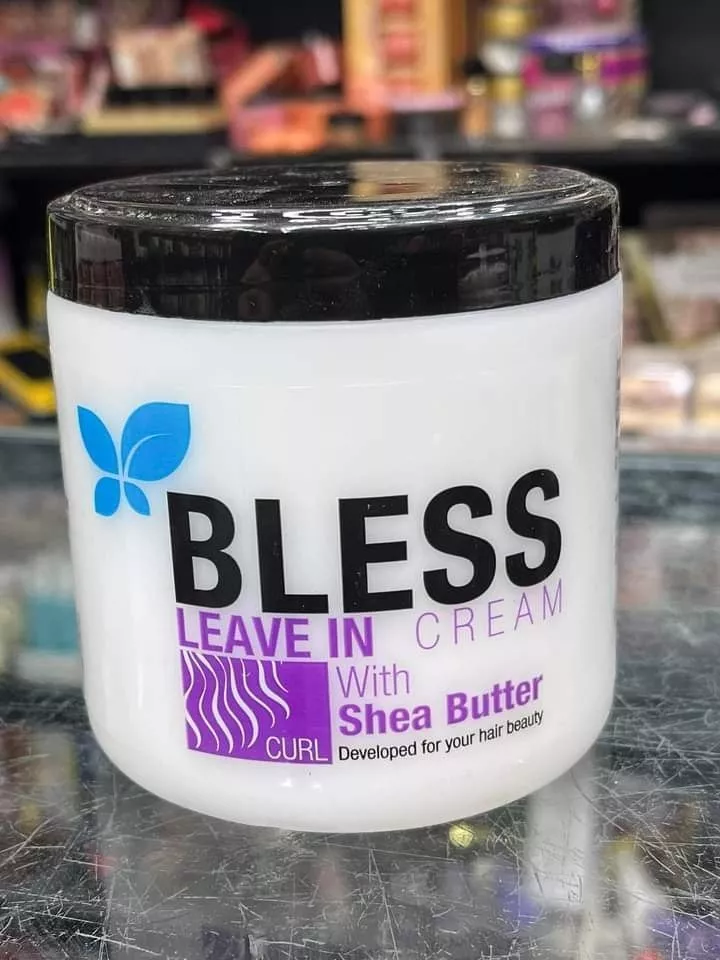 BLESS
LEAVE IN CREAM
With
Shea Butter
CURL
Developed for your hair beauty